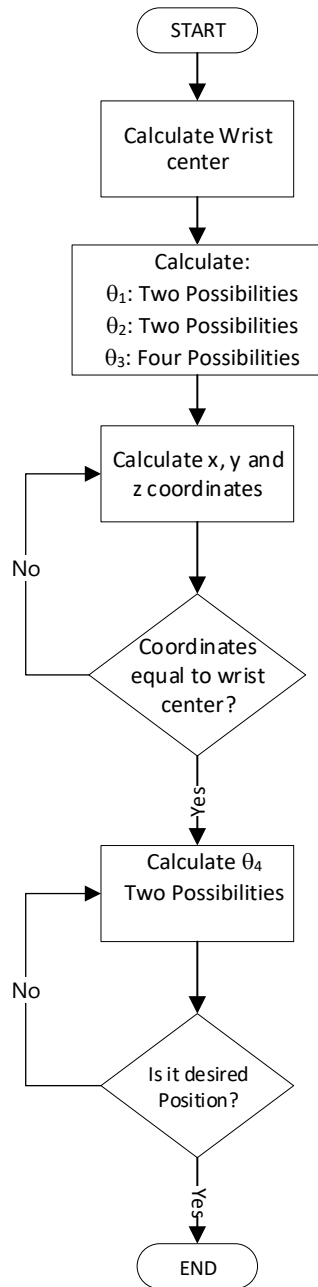 START
Calculate Wrist
center
Calculate:
θ₁: Two Possibilities
θ₂: Two Possibilities
θ₃: Four Possibilities
Calculate x, y and
z coordinates
No
Coordinates
equal to wrist
center?
Yes
Calculate θ₄
Two Possibilities
No
Is it desired
Position?
Yes
END